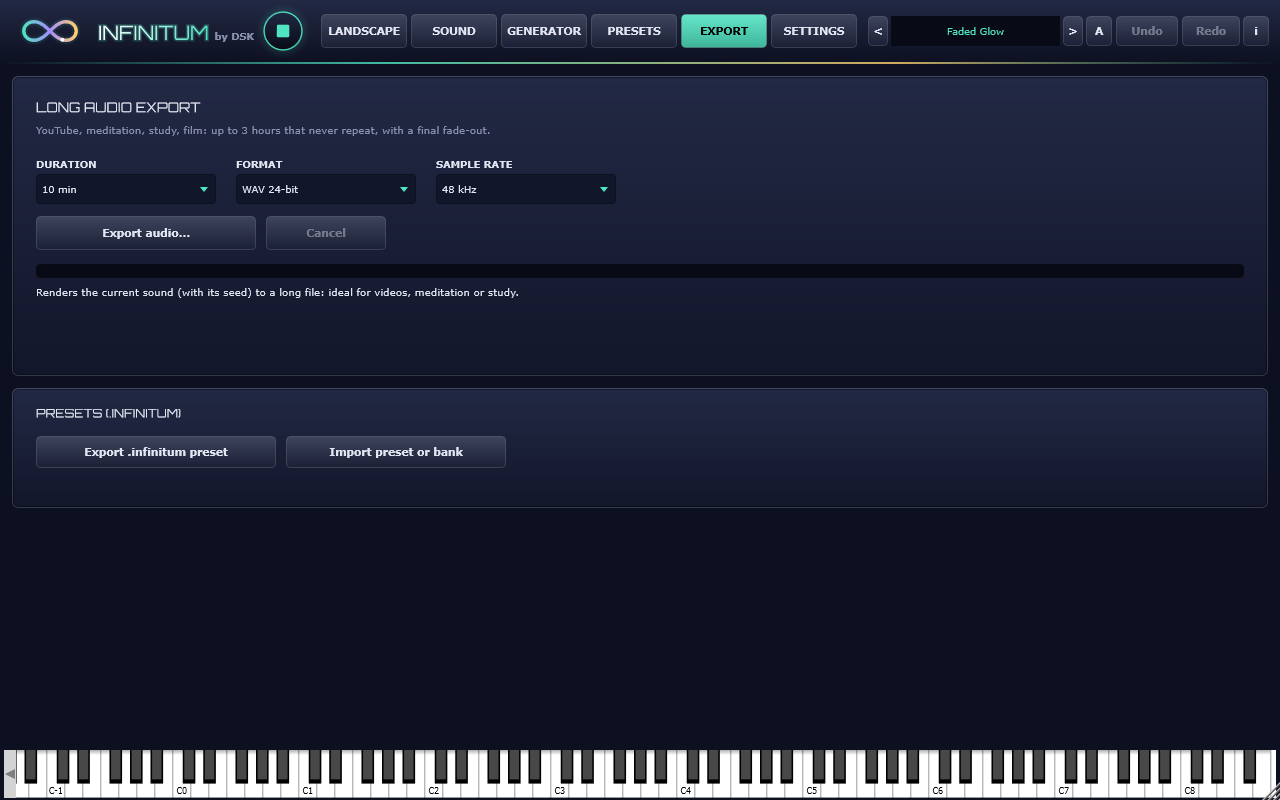 INFINITUM by DSK LANDSCAPE SOUND GENERATOR PRESETS EXPORT SETTINGS < Faded Glow > A Undo Redo i
LONG AUDIO EXPORT
YouTube, meditation, study, film: up to 3 hours that never repeat, with a final fade-out.
DURATION FORMAT SAMPLE RATE
10 min WAV 24-bit 48 kHz
Export audio... Cancel
Renders the current sound (with its seed) to a long file: ideal for videos, meditation or study.
PRESETS (.INFINITUM)
Export .infinitum preset Import preset or bank
C-1 C0 C1 C2 C3 C4 C5 C6 C7 C8